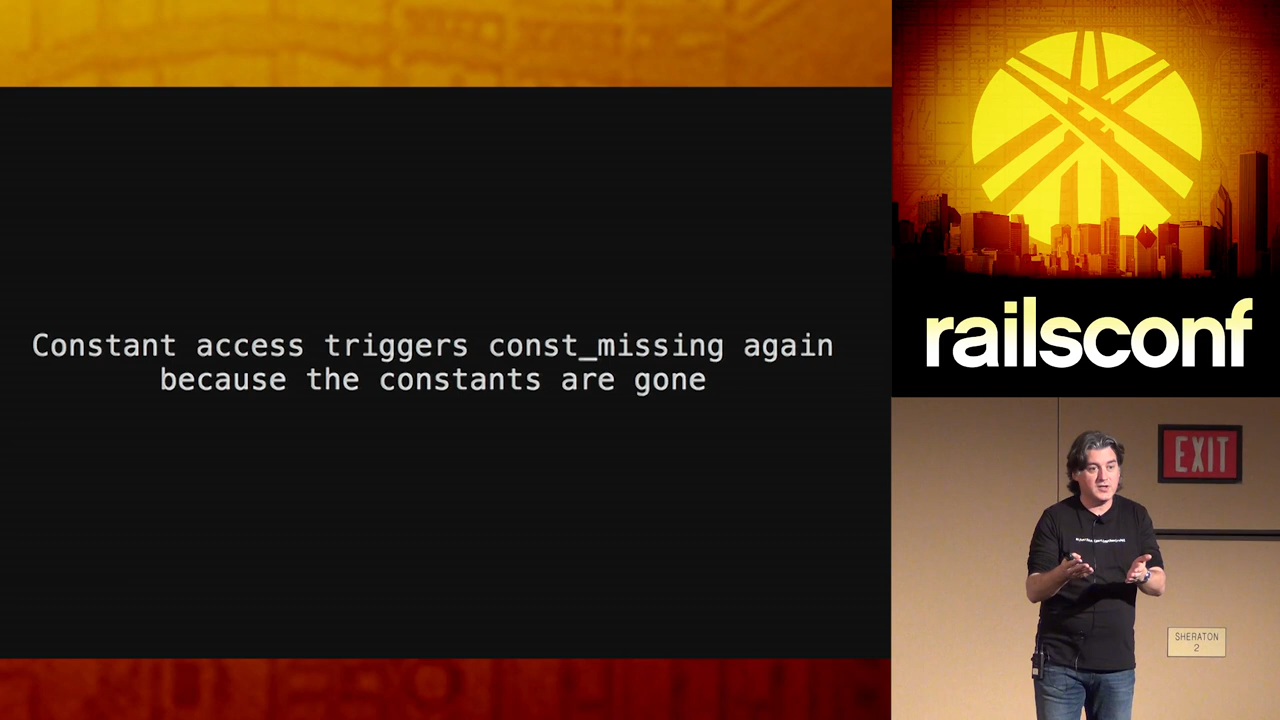 Constant access triggers const_missing again
because the constants are gone
railsconf
EXIT
SHERATON
2